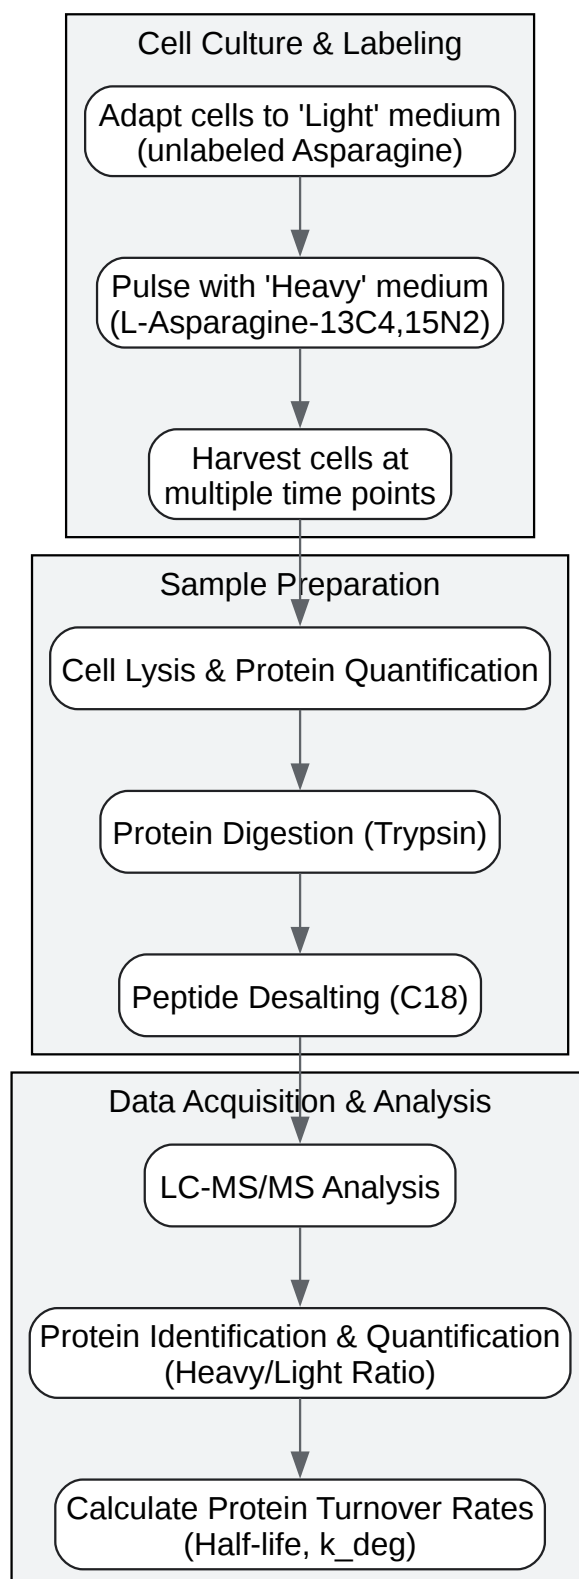 Cell Culture & Labeling
Adapt cells to 'Light' medium
(unlabeled Asparagine)
Pulse with 'Heavy' medium
(L-Asparagine-13C4,15N2)
Harvest cells at
multiple time points
Sample Preparation
Cell Lysis & Protein Quantification
Protein Digestion (Trypsin)
Peptide Desalting (C18)
Data Acquisition & Analysis
LC-MS/MS Analysis
Protein Identification & Quantification
(Heavy/Light Ratio)
Calculate Protein Turnover Rates
(Half-life, k_deg)